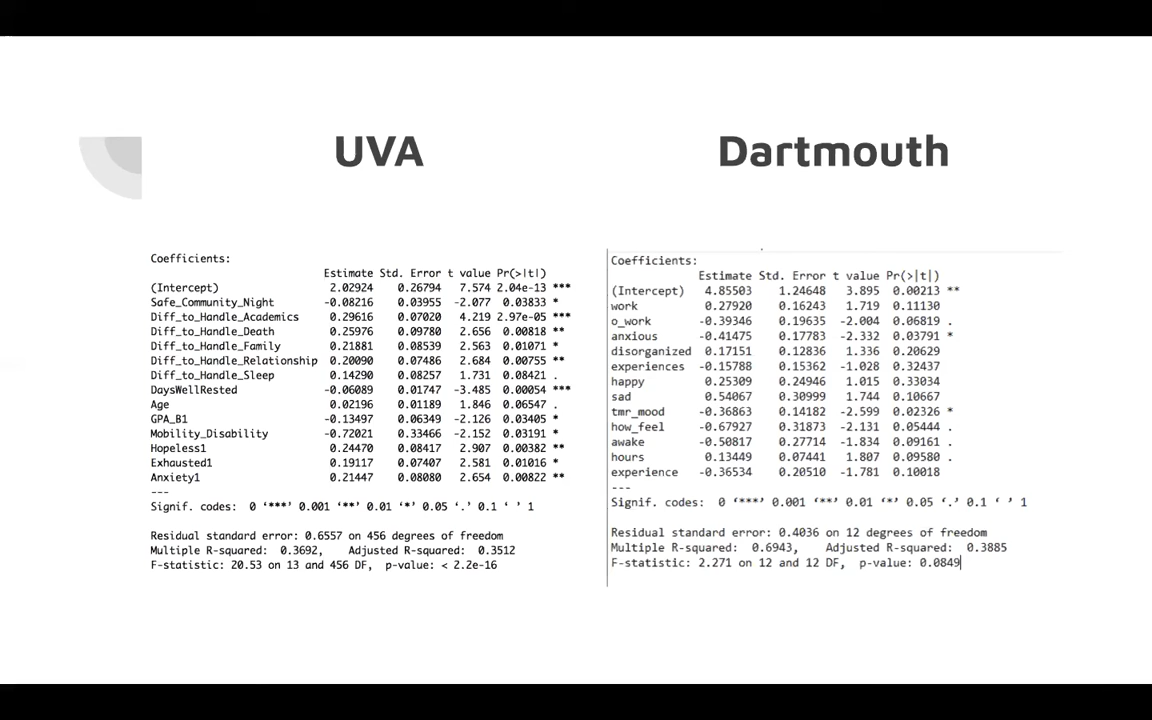 UVA
Coefficients:
Estimate Std. Error t value Pr(>|t|)
(Intercept) 2.02924 0.26794 7.574 2.04e-13 ***
Safe_Community_Night -0.08216 0.03955 -2.077 0.03833 *
Diff_to_Handle_Academics 0.29616 0.07020 4.219 2.97e-05 ***
Diff_to_Handle_Death 0.25976 0.09780 2.656 0.00818 **
Diff_to_Handle_Family 0.21881 0.08539 2.563 0.01071 *
Diff_to_Handle_Relationship 0.20090 0.07486 2.684 0.00755 **
Diff_to_Handle_Sleep 0.14290 0.08257 1.731 0.08421 .
DaysWellRested -0.06089 0.01747 -3.485 0.00054 ***
Age 0.02196 0.01189 1.846 0.06547 .
GPA_B1 -0.13497 0.06349 -2.126 0.03405 *
Mobility_Disability -0.72021 0.33466 -2.152 0.03191 *
Hopeless1 0.24470 0.08417 2.907 0.00382 **
Exhausted1 0.19117 0.07407 2.581 0.01016 *
Anxiety1 0.21447 0.08080 2.654 0.00822 **
---
Signif. codes: 0 ‘***’ 0.001 ‘**’ 0.01 ‘*’ 0.05 ‘.’ 0.1 ‘ ’ 1
Residual standard error: 0.6557 on 456 degrees of freedom
Multiple R-squared: 0.3692, Adjusted R-squared: 0.3512
F-statistic: 20.53 on 13 and 456 DF, p-value: < 2.2e-16
Dartmouth
Coefficients:
Estimate Std. Error t value Pr(>|t|)
(Intercept) 4.85503 1.24648 3.895 0.00213 **
work 0.27920 0.16243 1.719 0.11130
o_work -0.39346 0.19635 -2.004 0.06819 .
anxious -0.41475 0.17783 -2.332 0.03791 *
disorganized 0.17151 0.12836 1.336 0.20629
experiences -0.15788 0.15362 -1.028 0.32437
happy 0.25309 0.24946 1.015 0.33034
sad 0.54067 0.30999 1.744 0.10667
tmr_mood -0.36863 0.14182 -2.599 0.02326 *
how_feel -0.67927 0.31873 -2.131 0.05444 .
awake -0.50817 0.27714 -1.834 0.09161 .
hours 0.13449 0.07441 1.807 0.09580 .
experience -0.36534 0.20510 -1.781 0.10018
---
Signif. codes: 0 ‘***’ 0.001 ‘**’ 0.01 ‘*’ 0.05 ‘.’ 0.1 ‘ ’ 1
Residual standard error: 0.4036 on 12 degrees of freedom
Multiple R-squared: 0.6943, Adjusted R-squared: 0.3885
F-statistic: 2.271 on 12 and 12 DF, p-value: 0.0849